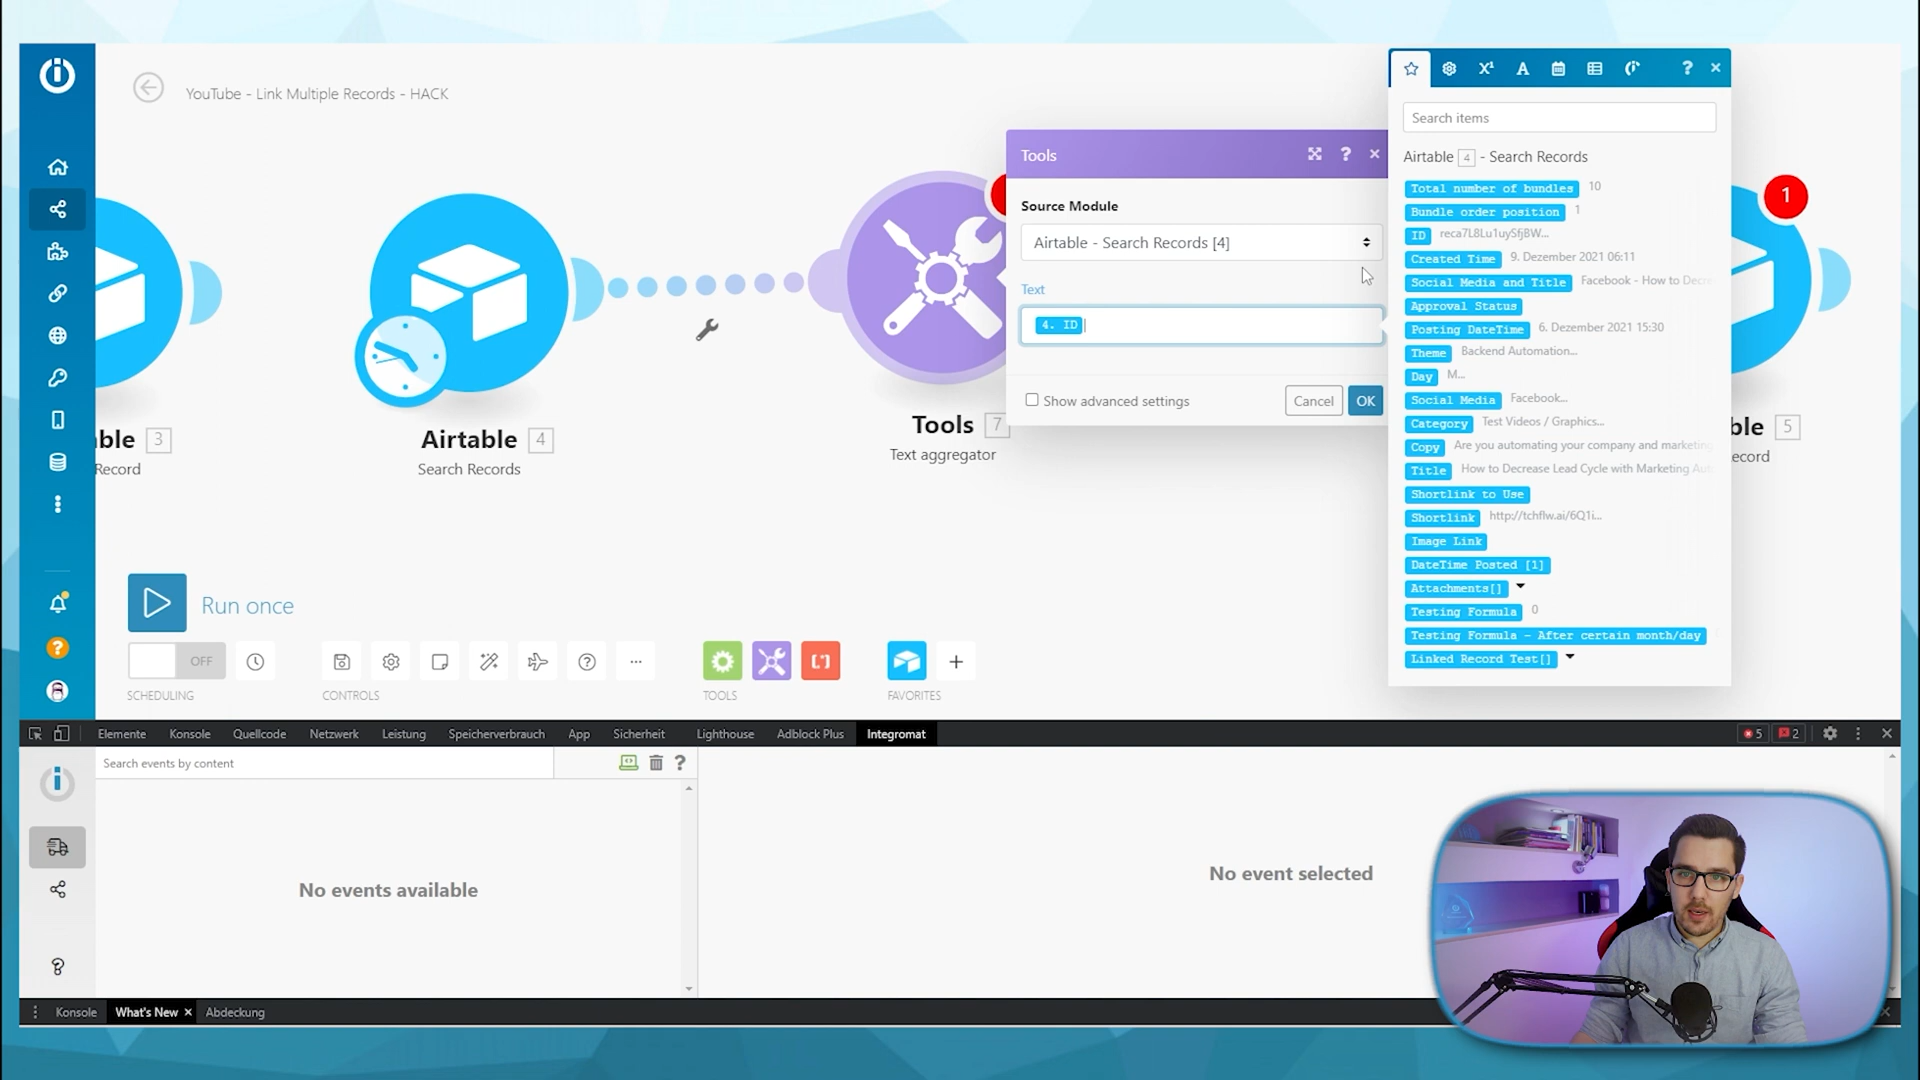 YouTube - Link Multiple Records - HACK
Tools
Source Module
Airtable - Search Records [4]
Text
4. ID
Show advanced settings
Cancel
OK
Search items
Airtable 4 - Search Records
Total number of bundles 10
Bundle order position 1
ID reca7L8Lu1uySfjBW...
Created Time 9. Dezember 2021 06:11
Social Media and Title Facebook - How to Decre
Approval Status
Posting DateTime 6. Dezember 2021 15:30
Theme Backend Automation...
Day M...
Social Media Facebook...
Category Test Videos / Graphics...
Copy Are you automating your company and marketing
Title How to Decrease Lead Cycle with Marketing Aut
Shortlink to Use
Shortlink http://tchflw.ai/6Q1i...
Image Link
DateTime Posted [1]
Attachments[]
Testing Formula 0
Testing Formula - After certain month/day
Linked Record Test[]
ble 3
Record
Airtable 4
Search Records
Tools 7
Text aggregator
1
ble 5
ecord
Run once
OFF
SCHEDULING
CONTROLS
TOOLS
FAVORITES
Elemente Konsole Quellcode Netzwerk Leistung Speicherverbrauch App Sicherheit Lighthouse Adblock Plus Integromat 5 2
Search events by content
No events available
No event selected
Konsole What's New Abdeckung